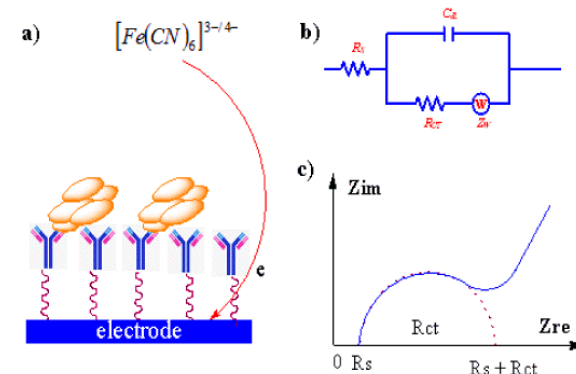 a)
[Fe(CN)6]3-/4-
e
electrode
b)
Rs
Cdl
RCT
W
ZW
c)
Zim
Rct
Zre
0 Rs
Rs + Rct